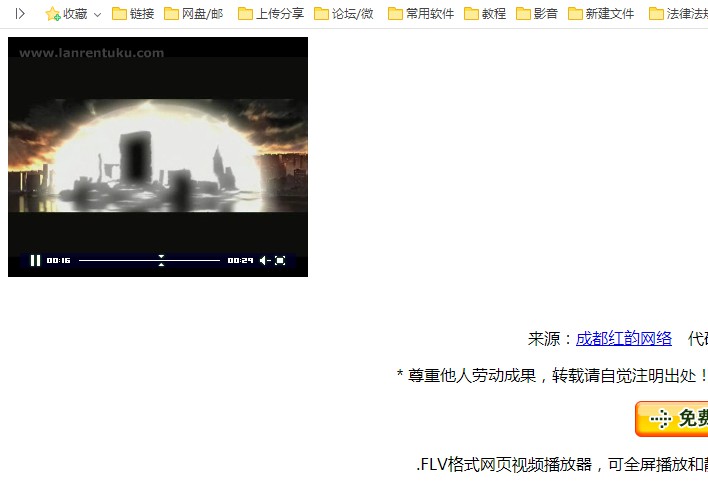 收藏 链接 网盘/邮 上传分享 论坛/微 常用软件 教程 影音 新建文件 法律法规
www.lanrentuku.com
00:16 00:29
来源：成都红韵网络 代码
* 尊重他人劳动成果，转载请自觉注明出处！
免费
.FLV格式网页视频播放器，可全屏播放和